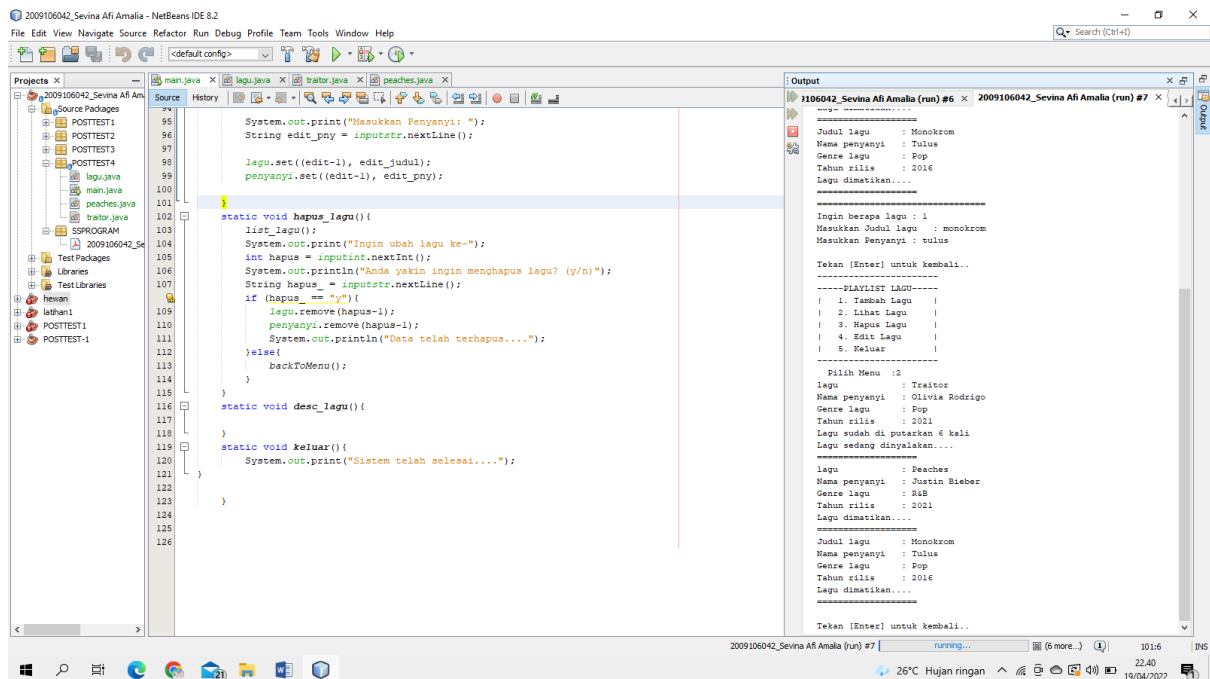 2009106042_Sevina Afi Amalia - NetBeans IDE 8.2
File Edit View Navigate Source Refactor Run Debug Profile Team Tools Window Help
Search (Ctrl+I)
<default config>
Projects
2009106042_Sevina Afi Am
Source Packages
POSTTEST1
POSTTEST2
POSTTEST3
POSTTEST4
lagu.java
main.java
peaches.java
traitor.java
SSPROGRAM
2009106042_Se
Test Packages
Libraries
Test Libraries
hewan
latihan1
POSTTEST1
POSTTEST-1
main.java lagu.java traitor.java peaches.java
Source History
94
95 System.out.print("Masukkan Penyanyi: ");
96 String edit_pny = inputstr.nextLine();
97
98 lagu.set((edit-1), edit_judul);
99 penyanyi.set((edit-1), edit_pny);
100
101 }
102 static void hapus_lagu(){
103 list_lagu();
104 System.out.print("Ingin ubah lagu ke-");
105 int hapus = inputint.nextInt();
106 System.out.println("Anda yakin ingin menghapus lagu? (y/n)");
107 String hapus_ = inputstr.nextLine();
if (hapus_ == "y"){
109 lagu.remove(hapus-1);
110 penyanyi.remove(hapus-1);
111 System.out.println("Data telah terhapus....");
112 }else{
113 backToMenu();
114 }
115 }
116 static void desc_lagu(){
117
118 }
119 static void keluar(){
120 System.out.print("Sistem telah selesai....");
121 }
122
123 }
124
125
126
Output
2106042_Sevina Afi Amalia (run) #6 2009106042_Sevina Afi Amalia (run) #7
Lagu dimatikan....
===================
Judul lagu : Monokrom
Nama penyanyi : Tulus
Genre lagu : Pop
Tahun rilis : 2016
Lagu dimatikan....
===================
================================
Ingin berapa lagu : 1
Masukkan Judul lagu : monokrom
Masukkan Penyanyi : tulus
Tekan [Enter] untuk kembali..
-----------------------
-----PLAYLIST LAGU-----
| 1. Tambah Lagu |
| 2. Lihat Lagu |
| 3. Hapus Lagu |
| 4. Edit Lagu |
| 5. Keluar |
-----------------------
Pilih Menu :2
lagu : Traitor
Nama penyanyi : Olivia Rodrigo
Genre lagu : Pop
Tahun rilis : 2021
Lagu sudah di putarkan 6 kali
Lagu sedang dinyalakan....
===================
lagu : Peaches
Nama penyanyi : Justin Bieber
Genre lagu : R&B
Tahun rilis : 2021
Lagu dimatikan....
===================
Judul lagu : Monokrom
Nama penyanyi : Tulus
Genre lagu : Pop
Tahun rilis : 2016
Lagu dimatikan....
===================
Tekan [Enter] untuk kembali..
Output
2009106042_Sevina Afi Amalia (run) #7 running... (6 more...) 1 101:6 INS
21
26°C Hujan ringan
22.40
19/04/2022
1